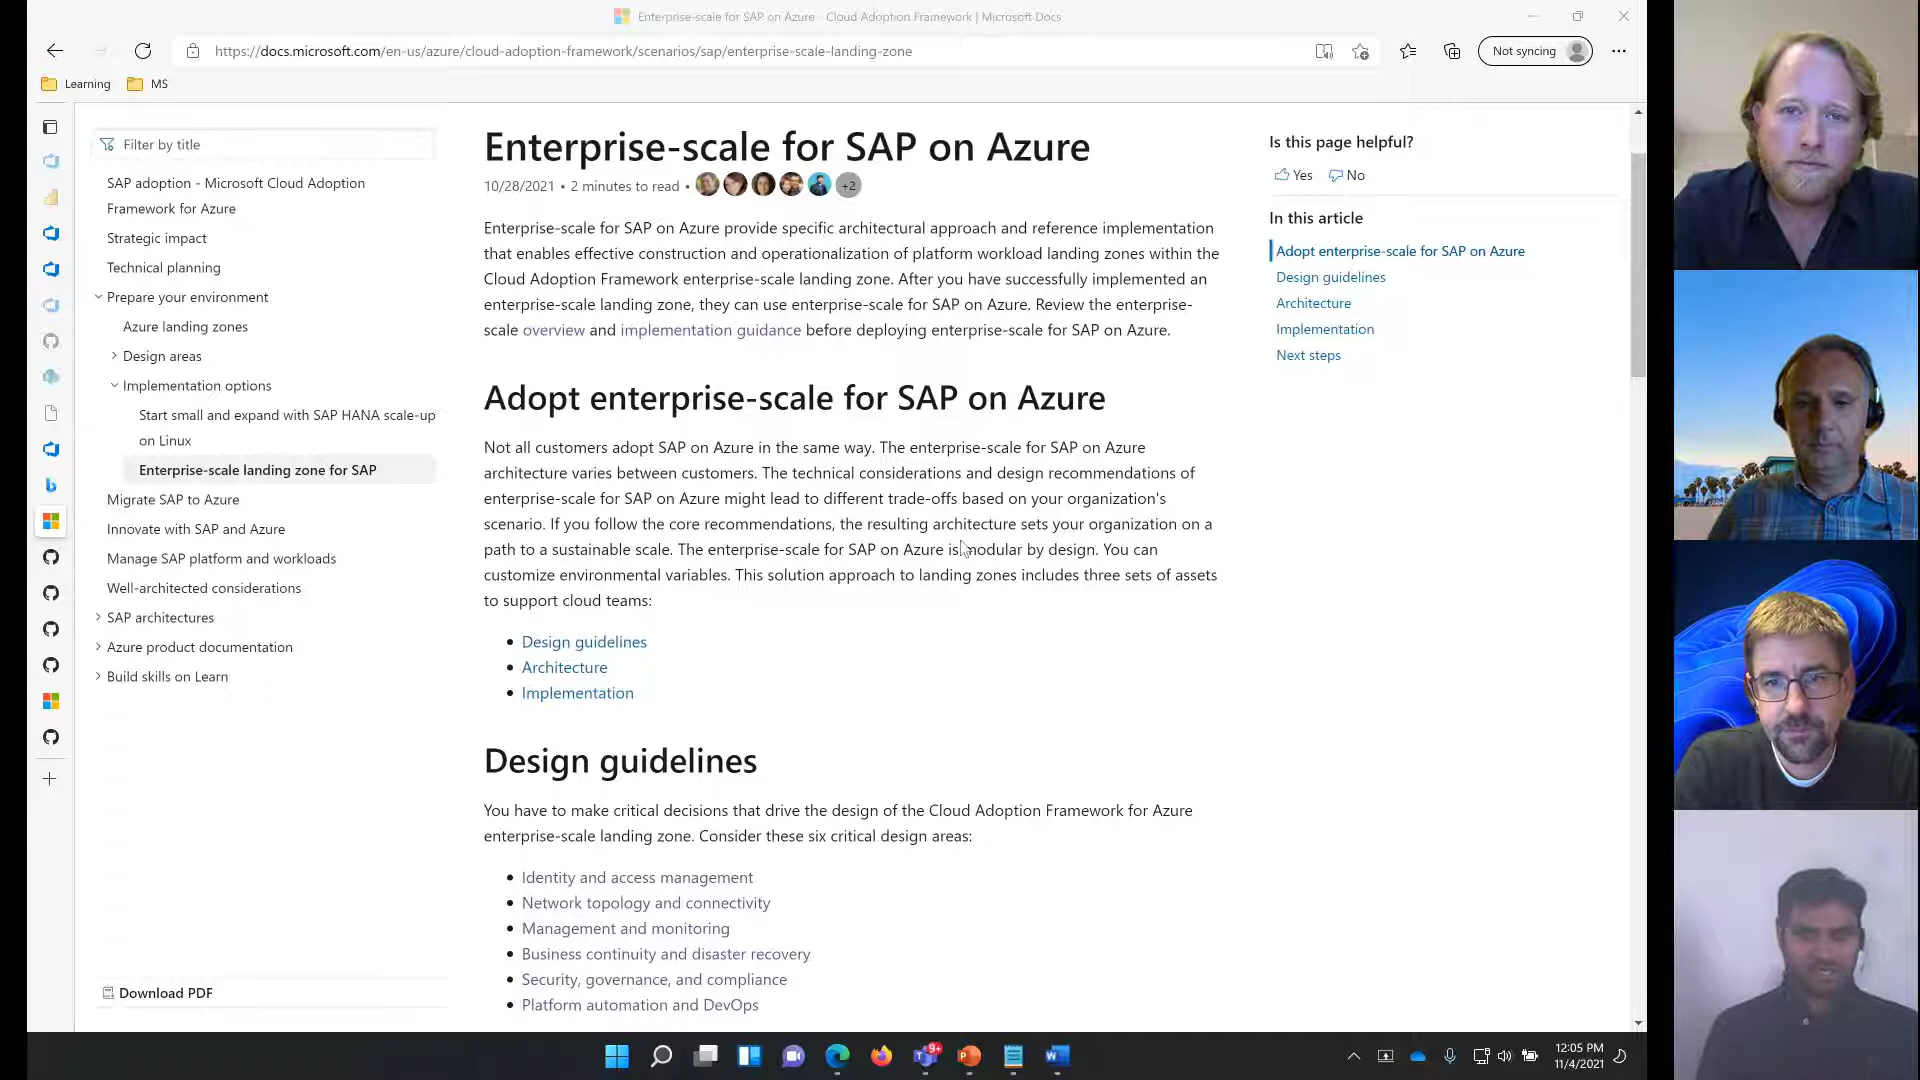 Enterprise-scale for SAP on Azure - Cloud Adoption Framework | Microsoft Docs
https://docs.microsoft.com/en-us/azure/cloud-adoption-framework/scenarios/sap/enterprise-scale-landing-zone
Not syncing
Learning
MS
Filter by title
SAP adoption - Microsoft Cloud Adoption
Framework for Azure
Strategic impact
Technical planning
Prepare your environment
Azure landing zones
Design areas
Implementation options
Start small and expand with SAP HANA scale-up
on Linux
Enterprise-scale landing zone for SAP
Migrate SAP to Azure
Innovate with SAP and Azure
Manage SAP platform and workloads
Well-architected considerations
SAP architectures
Azure product documentation
Build skills on Learn
Download PDF
Enterprise-scale for SAP on Azure
10/28/2021 • 2 minutes to read •
+2
Enterprise-scale for SAP on Azure provide specific architectural approach and reference implementation
that enables effective construction and operationalization of platform workload landing zones within the
Cloud Adoption Framework enterprise-scale landing zone. After you have successfully implemented an
enterprise-scale landing zone, they can use enterprise-scale for SAP on Azure. Review the enterprise-
scale overview and implementation guidance before deploying enterprise-scale for SAP on Azure.
Adopt enterprise-scale for SAP on Azure
Not all customers adopt SAP on Azure in the same way. The enterprise-scale for SAP on Azure
architecture varies between customers. The technical considerations and design recommendations of
enterprise-scale for SAP on Azure might lead to different trade-offs based on your organization's
scenario. If you follow the core recommendations, the resulting architecture sets your organization on a
path to a sustainable scale. The enterprise-scale for SAP on Azure is modular by design. You can
customize environmental variables. This solution approach to landing zones includes three sets of assets
to support cloud teams:
• Design guidelines
• Architecture
• Implementation
Design guidelines
You have to make critical decisions that drive the design of the Cloud Adoption Framework for Azure
enterprise-scale landing zone. Consider these six critical design areas:
• Identity and access management
• Network topology and connectivity
• Management and monitoring
• Business continuity and disaster recovery
• Security, governance, and compliance
• Platform automation and DevOps
Is this page helpful?
Yes
No
In this article
Adopt enterprise-scale for SAP on Azure
Design guidelines
Architecture
Implementation
Next steps
9+
12:05 PM
11/4/2021